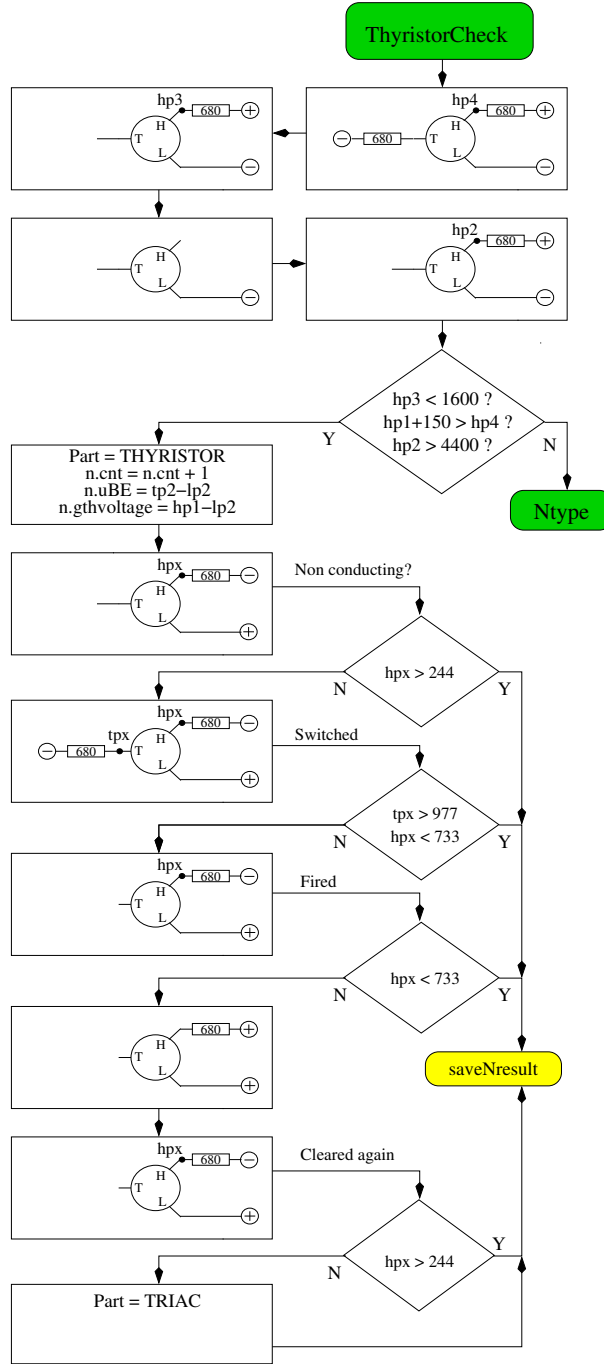 ThyristorCheck
hp3
H
680
+
T
L
−
hp4
H
680
+
−
680
T
L
−
H
T
L
−
hp2
H
680
+
T
L
−
hp3 < 1600 ?
hp1+150 > hp4 ?
hp2 > 4400 ?
Y
N
Part = THYRISTOR
n.cnt = n.cnt + 1
n.uBE = tp2−lp2
n.gthvoltage = hp1−lp2
Ntype
hpx
H
680
−
T
L
+
Non conducting?
hpx > 244
N
Y
hpx
H
680
−
tpx
−
680
T
L
+
Switched
tpx > 977
hpx < 733
N
Y
hpx
H
680
−
T
L
+
Fired
hpx < 733
N
Y
H
680
+
T
L
+
saveNresult
hpx
H
680
−
T
L
+
Cleared again
hpx > 244
N
Y
Part = TRIAC